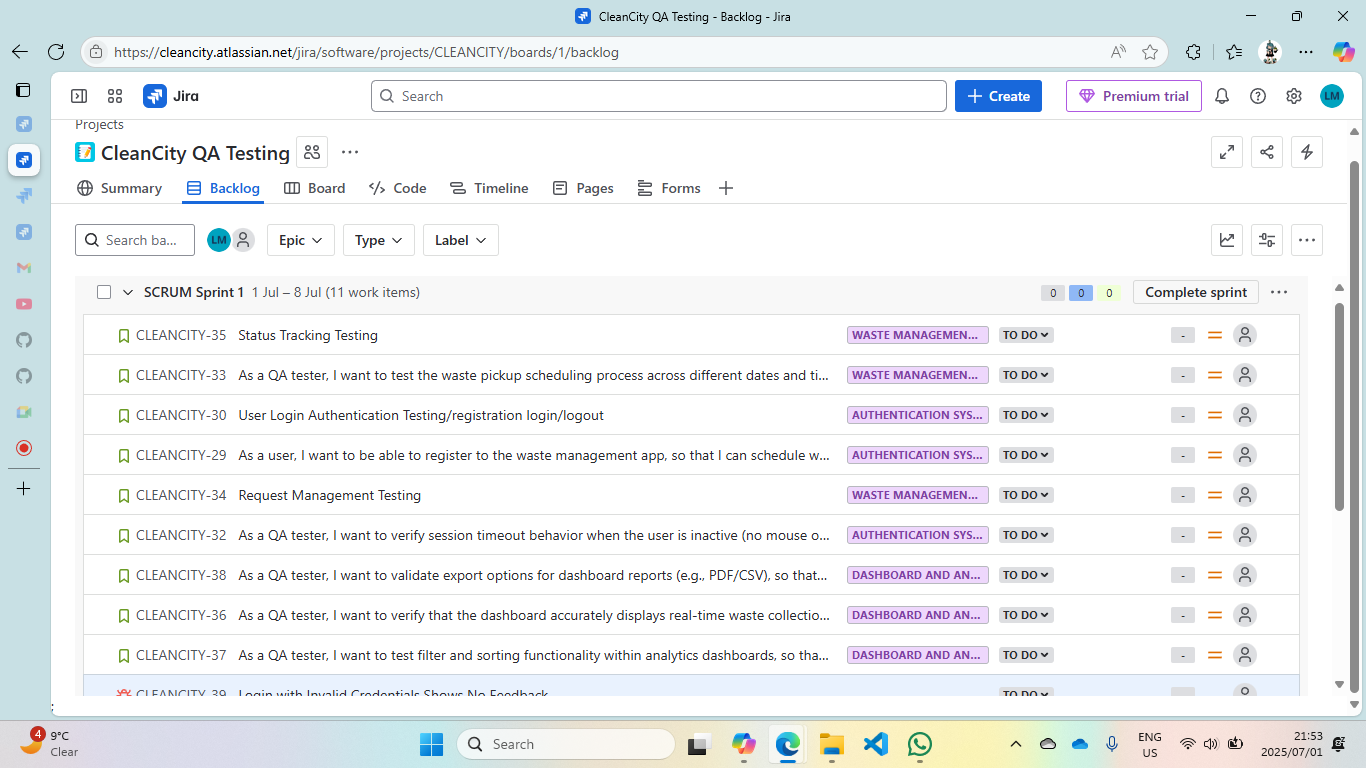 CleanCity QA Testing - Backlog - Jira
https://cleancity.atlassian.net/jira/software/projects/CLEANCITY/boards/1/backlog
Jira
Search
Create
Premium trial
LM
Projects
CleanCity QA Testing
Summary
Backlog
Board
Code
Timeline
Pages
Forms
Search ba...
LM
Epic
Type
Label
SCRUM Sprint 1 1 Jul – 8 Jul (11 work items)
0 0 0
Complete sprint
CLEANCITY-35 Status Tracking Testing WASTE MANAGEMEN... TO DO -
CLEANCITY-33 As a QA tester, I want to test the waste pickup scheduling process across different dates and ti... WASTE MANAGEMEN... TO DO -
CLEANCITY-30 User Login Authentication Testing/registration login/logout AUTHENTICATION SYS... TO DO -
CLEANCITY-29 As a user, I want to be able to register to the waste management app, so that I can schedule w... AUTHENTICATION SYS... TO DO -
CLEANCITY-34 Request Management Testing WASTE MANAGEMEN... TO DO -
CLEANCITY-32 As a QA tester, I want to verify session timeout behavior when the user is inactive (no mouse o... AUTHENTICATION SYS... TO DO -
CLEANCITY-38 As a QA tester, I want to validate export options for dashboard reports (e.g., PDF/CSV), so that... DASHBOARD AND AN... TO DO -
CLEANCITY-36 As a QA tester, I want to verify that the dashboard accurately displays real-time waste collectio... DASHBOARD AND AN... TO DO -
CLEANCITY-37 As a QA tester, I want to test filter and sorting functionality within analytics dashboards, so tha... DASHBOARD AND AN... TO DO -
CLEANCITY-39 Login with Invalid Credentials Shows No Feedback TO DO
4
9°C
Clear
Search
ENG
US
21:53
2025/07/01